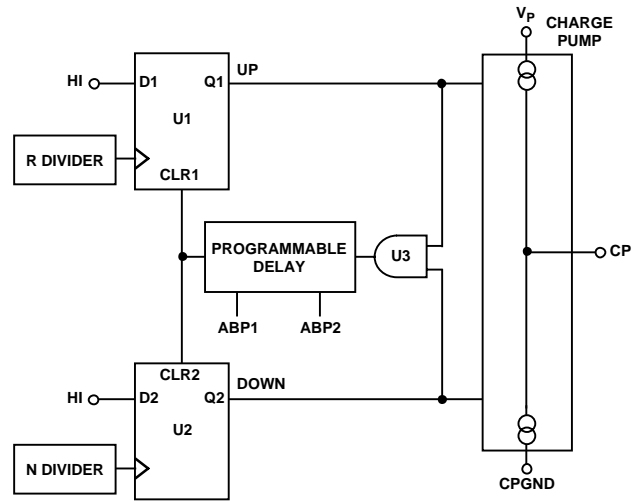 VP
CHARGE
PUMP
HI
D1
Q1
UP
U1
R DIVIDER
CLR1
PROGRAMMABLE
DELAY
U3
CP
ABP1
ABP2
CLR2
DOWN
HI
D2
Q2
U2
N DIVIDER
CPGND